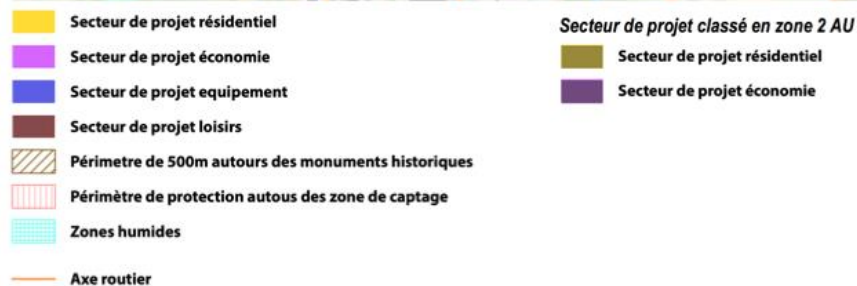 Secteur de projet résidentiel
Secteur de projet économie
Secteur de projet equipement
Secteur de projet loisirs
Périmetre de 500m autours des monuments historiques
Périmètre de protection autous des zone de captage
Zones humides
Axe routier
Secteur de projet classé en zone 2 AU
Secteur de projet résidentiel
Secteur de projet économie